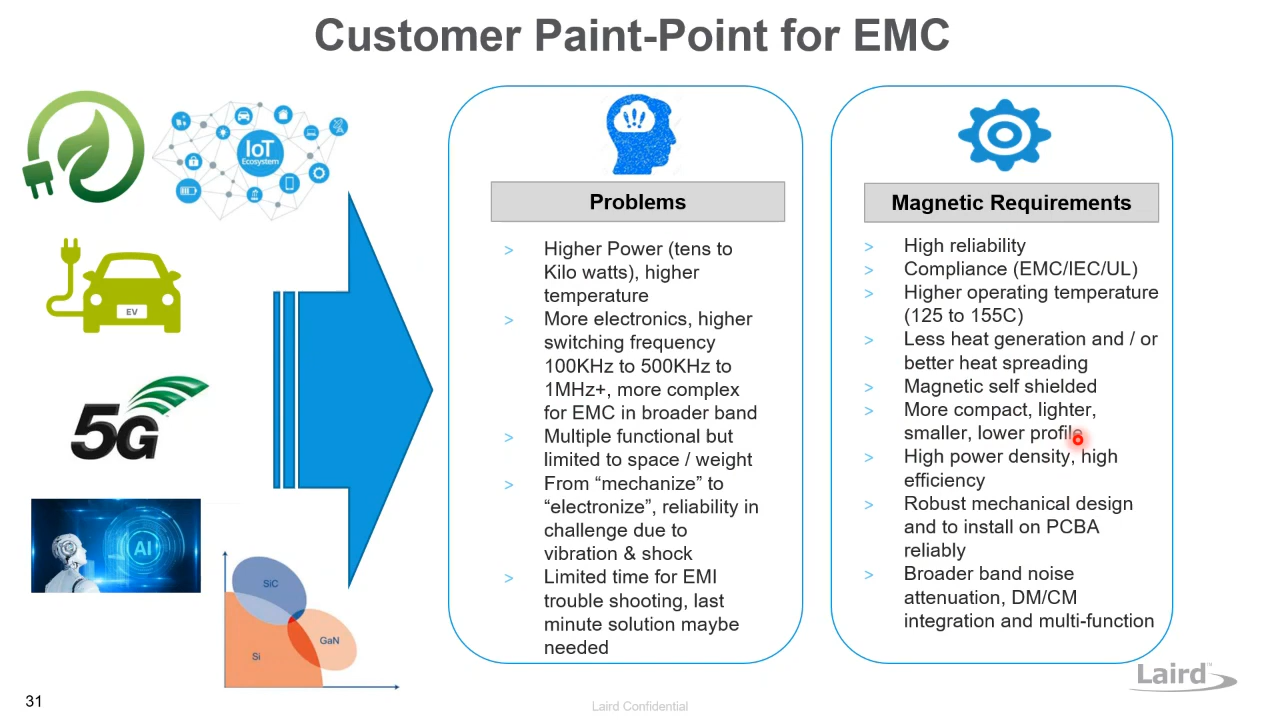 Customer Paint-Point for EMC
IoT
Ecosystem
EV
5G
AI
SiC
GaN
Si
Problems
> Higher Power (tens to
Kilo watts), higher
temperature
> More electronics, higher
switching frequency
100KHz to 500KHz to
1MHz+, more complex
for EMC in broader band
> Multiple functional but
limited to space / weight
> From “mechanize” to
“electronize”, reliability in
challenge due to
vibration & shock
> Limited time for EMI
trouble shooting, last
minute solution maybe
needed
Magnetic Requirements
> High reliability
> Compliance (EMC/IEC/UL)
> Higher operating temperature
(125 to 155C)
> Less heat generation and / or
better heat spreading
> Magnetic self shielded
> More compact, lighter,
smaller, lower profile
> High power density, high
efficiency
> Robust mechanical design
and to install on PCBA
reliably
> Broader band noise
attenuation, DM/CM
integration and multi-function
Laird™
31
Laird Confidential